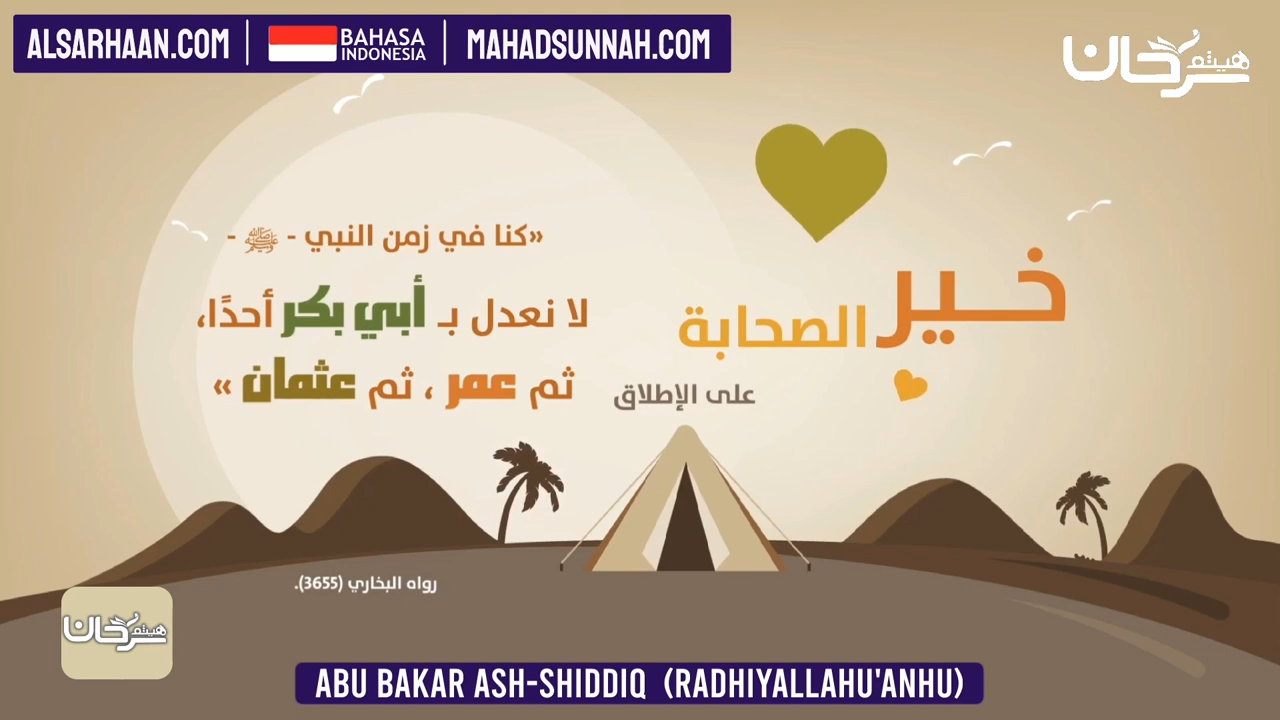 ALSARHAAN.COM
BAHASA INDONESIA
MAHADSUNNAH.COM
هيثم سرحان
خير الصحابة
على الإطلاق
«كنا في زمن النبي - ﷺ -
لا نعدل بـ أبي بكر أحدًا،
ثم عمر ، ثم عثمان »
رواه البخاري (3655).
هيثم سرحان
ABU BAKAR ASH-SHIDDIQ (RADHIYALLAHU'ANHU)